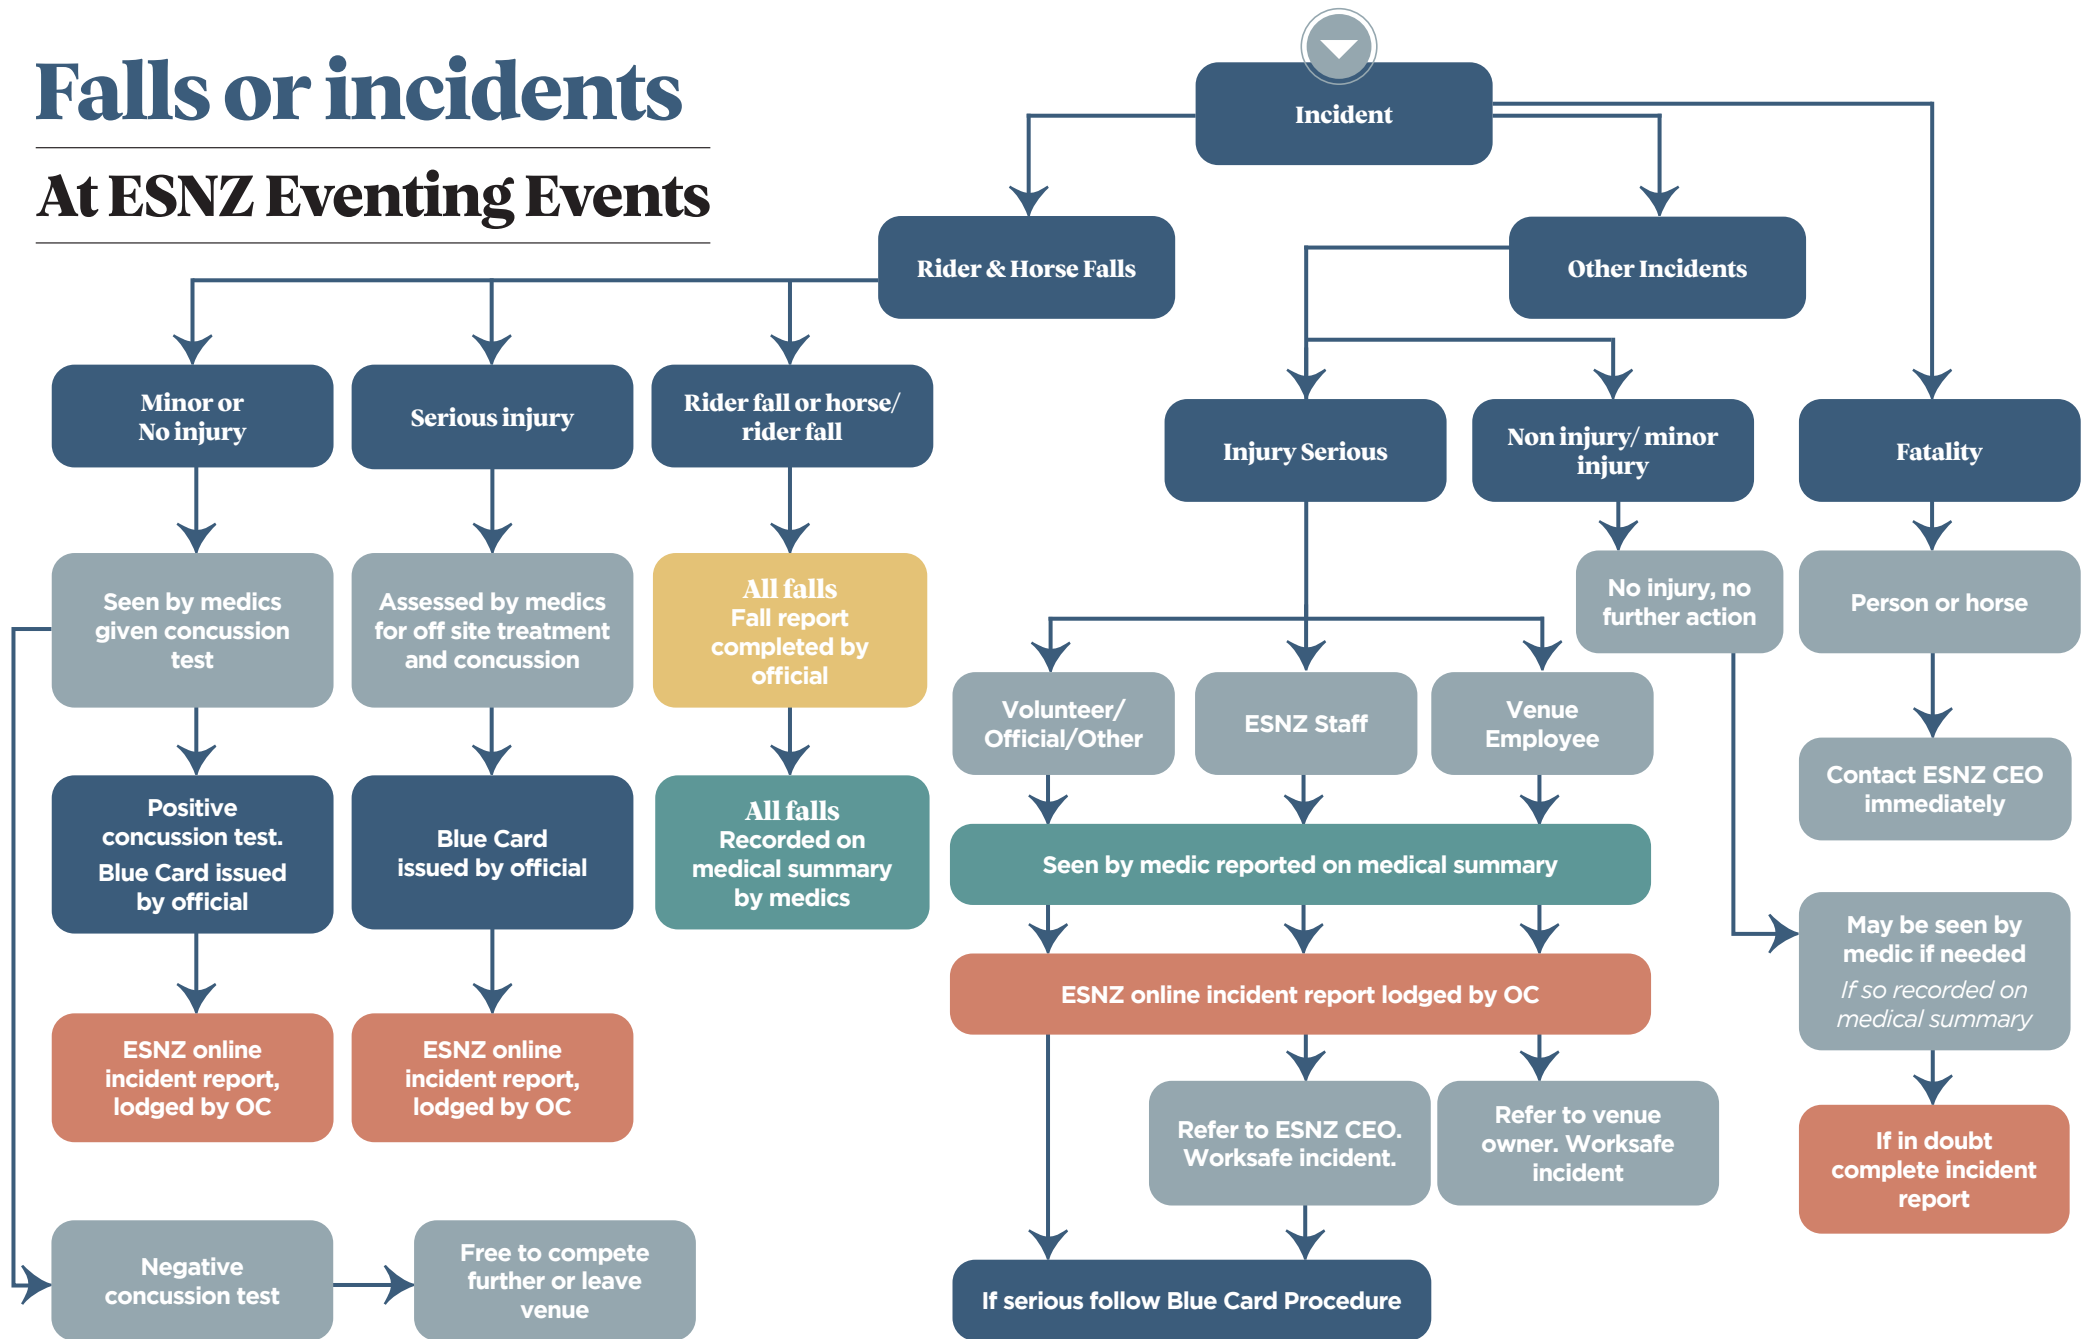 Falls or incidents
At ESNZ Eventing Events
Incident
Rider & Horse Falls
Other Incidents
Minor or
No injury
Serious injury
Rider fall or horse/
rider fall
Injury Serious
Non injury/ minor
injury
Fatality
Seen by medics
given concussion
test
Assessed by medics
for off site treatment
and concussion
All falls
Fall report
completed by
official
No injury, no
further action
Person or horse
Volunteer/
Official/Other
ESNZ Staff
Venue
Employee
Contact ESNZ CEO
immediately
Positive
concussion test.
Blue Card issued
by official
Blue Card
issued by official
All falls
Recorded on
medical summary
by medics
Seen by medic reported on medical summary
May be seen by
medic if needed
If so recorded on
medical summary
ESNZ online incident report lodged by OC
ESNZ online
incident report,
lodged by OC
ESNZ online
incident report,
lodged by OC
Refer to ESNZ CEO.
Worksafe incident.
Refer to venue
owner. Worksafe
incident
If in doubt
complete incident
report
Negative
concussion test
Free to compete
further or leave
venue
If serious follow Blue Card Procedure